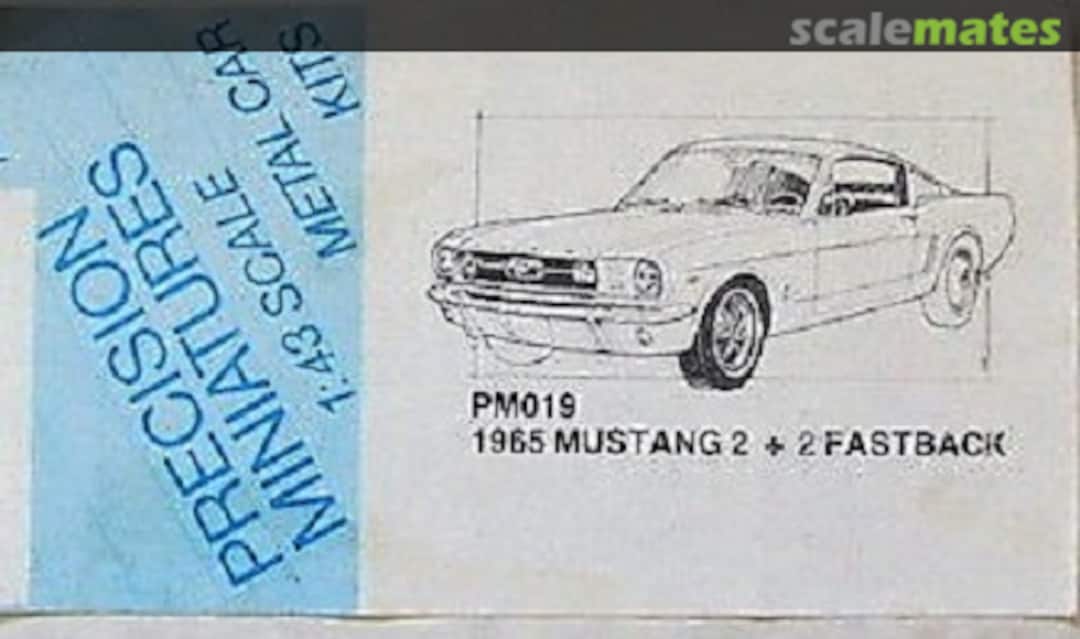 scalemates
PRECISION
MINIATURES
1:43 SCALE
METAL CAR
KITS
PM019
1965 MUSTANG 2 + 2 FASTBACK